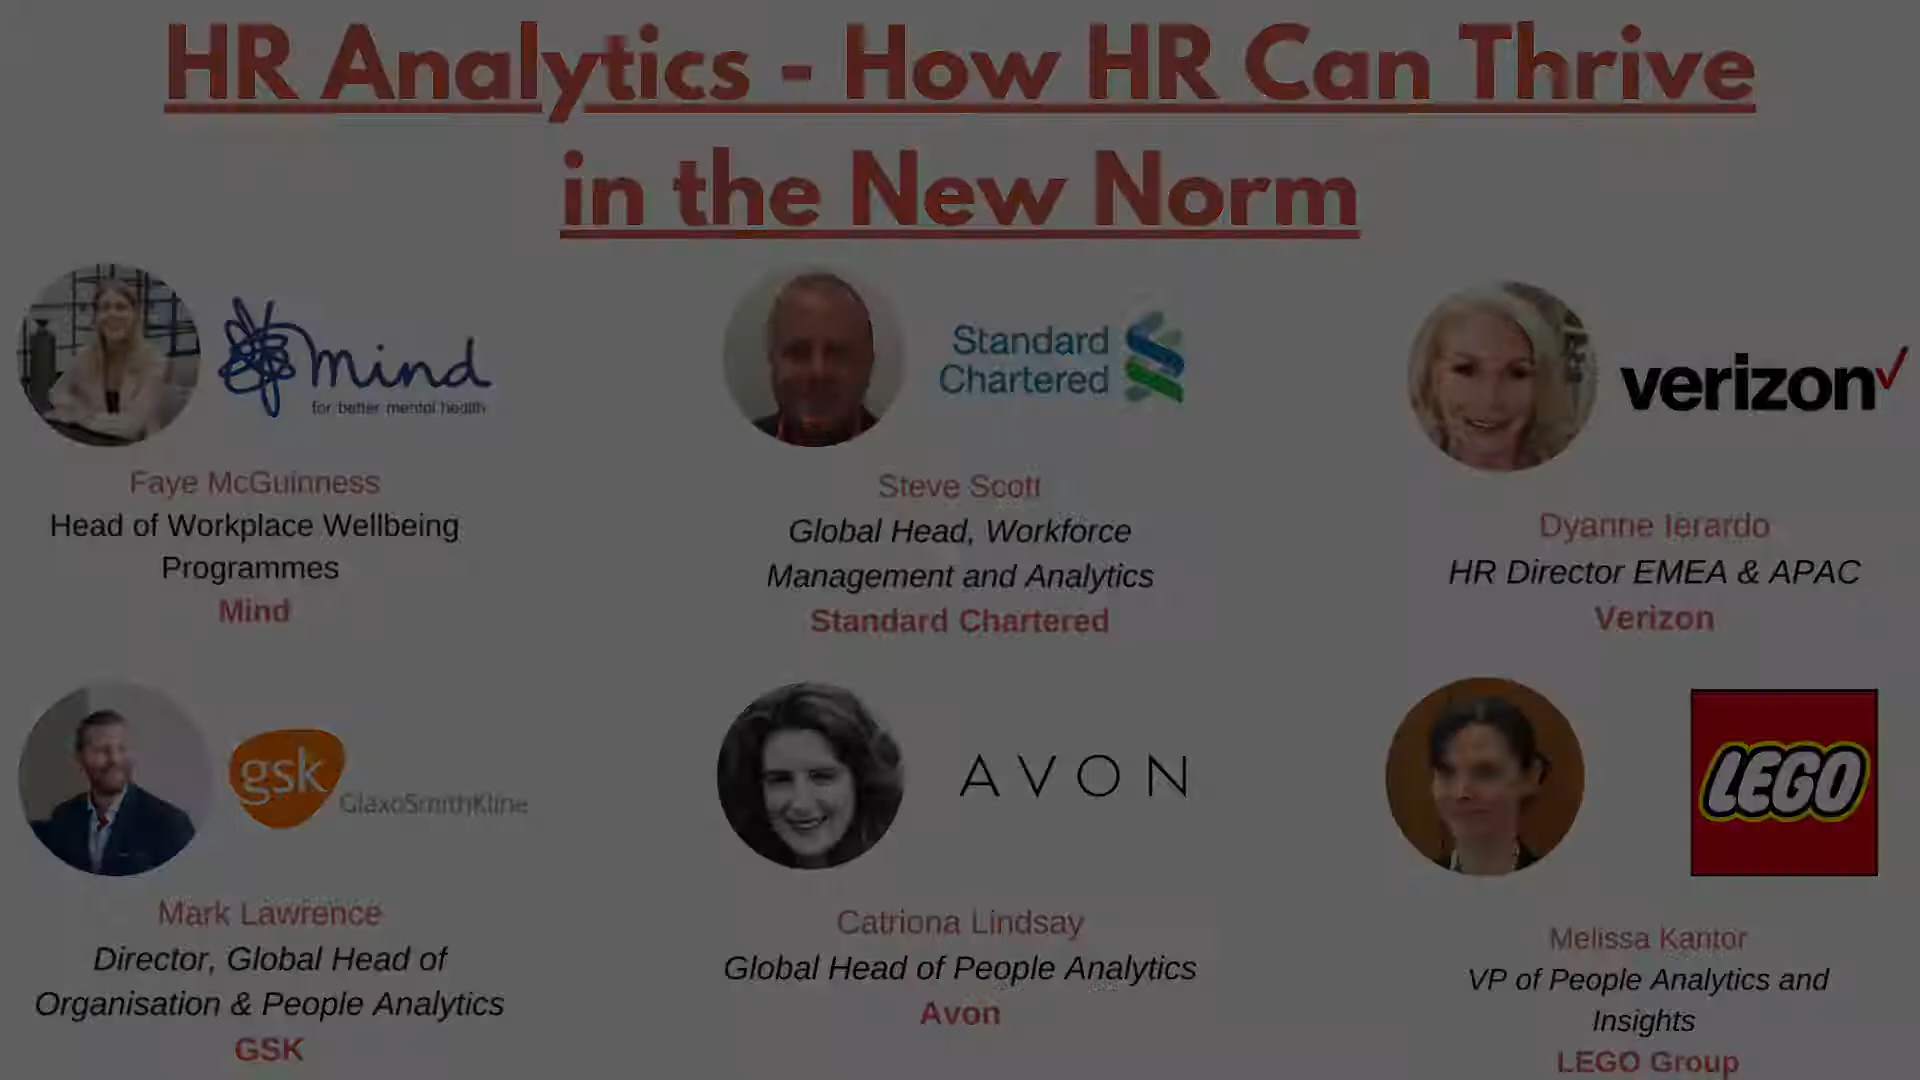 HR Analytics - How HR Can Thrive
in the New Norm
mind
for better mental health
Faye McGuinness
Head of Workplace Wellbeing
Programmes
Mind
Standard
Chartered
Steve Scott
Global Head, Workforce
Management and Analytics
Standard Chartered
verizon
Dyanne Ierardo
HR Director EMEA & APAC
Verizon
gsk
GlaxoSmithKline
Mark Lawrence
Director, Global Head of
Organisation & People Analytics
GSK
AVON
Catriona Lindsay
Global Head of People Analytics
Avon
LEGO
Melissa Kantor
VP of People Analytics and
Insights
LEGO Group